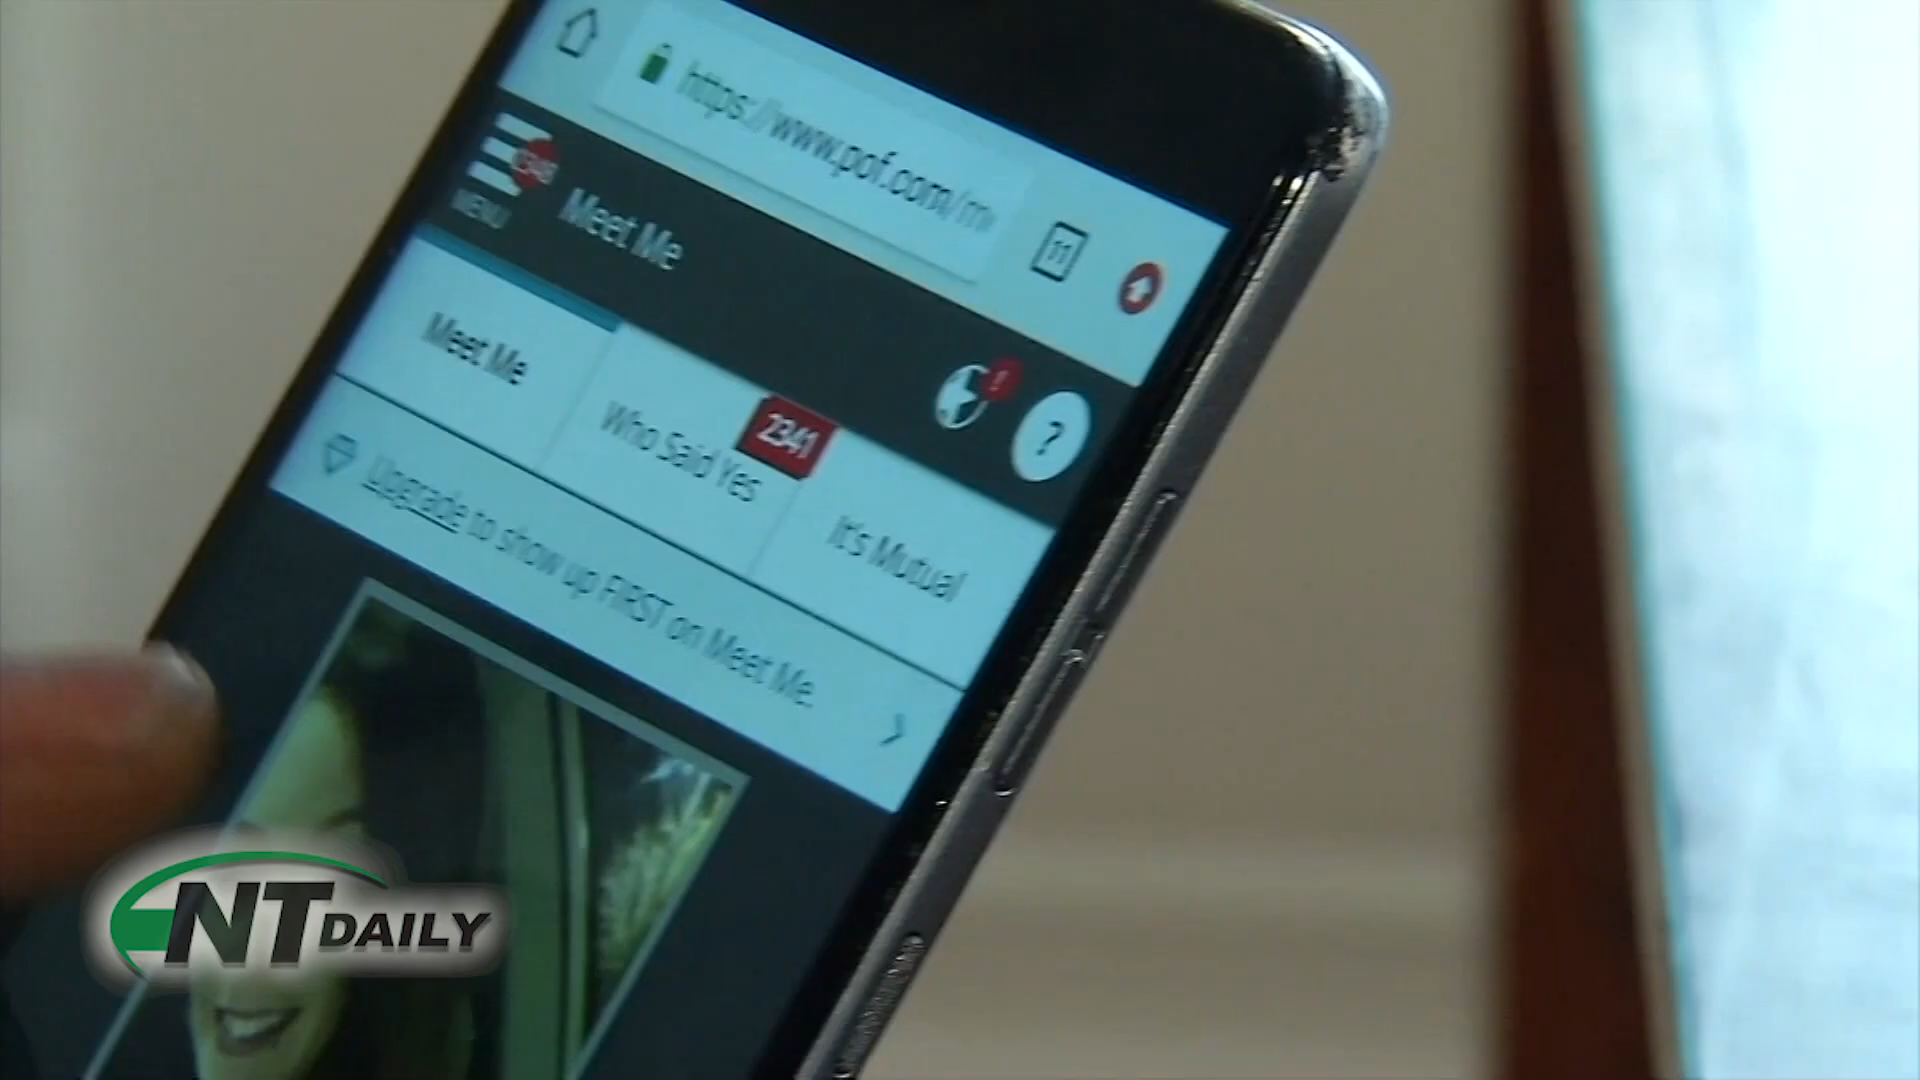 https://www.pof.com/m
11
MENU
Meet Me
?
Meet Me
Who Said Yes
2341
It's Mutual
Upgrade to show up FIRST on Meet Me.
NT DAILY